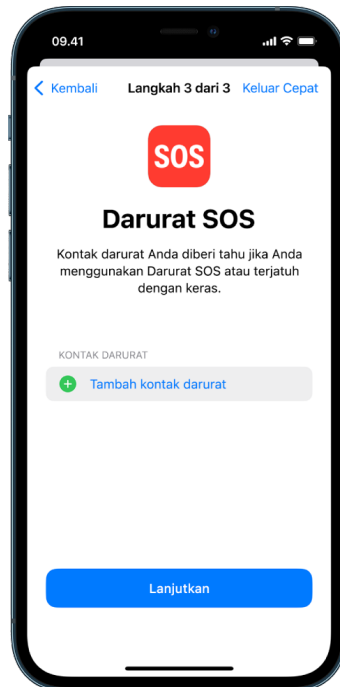 09.41
Kembali Langkah 3 dari 3 Keluar Cepat
SOS
Darurat SOS
Kontak darurat Anda diberi tahu jika Anda
menggunakan Darurat SOS atau terjatuh
dengan keras.
KONTAK DARURAT
Tambah kontak darurat
Lanjutkan